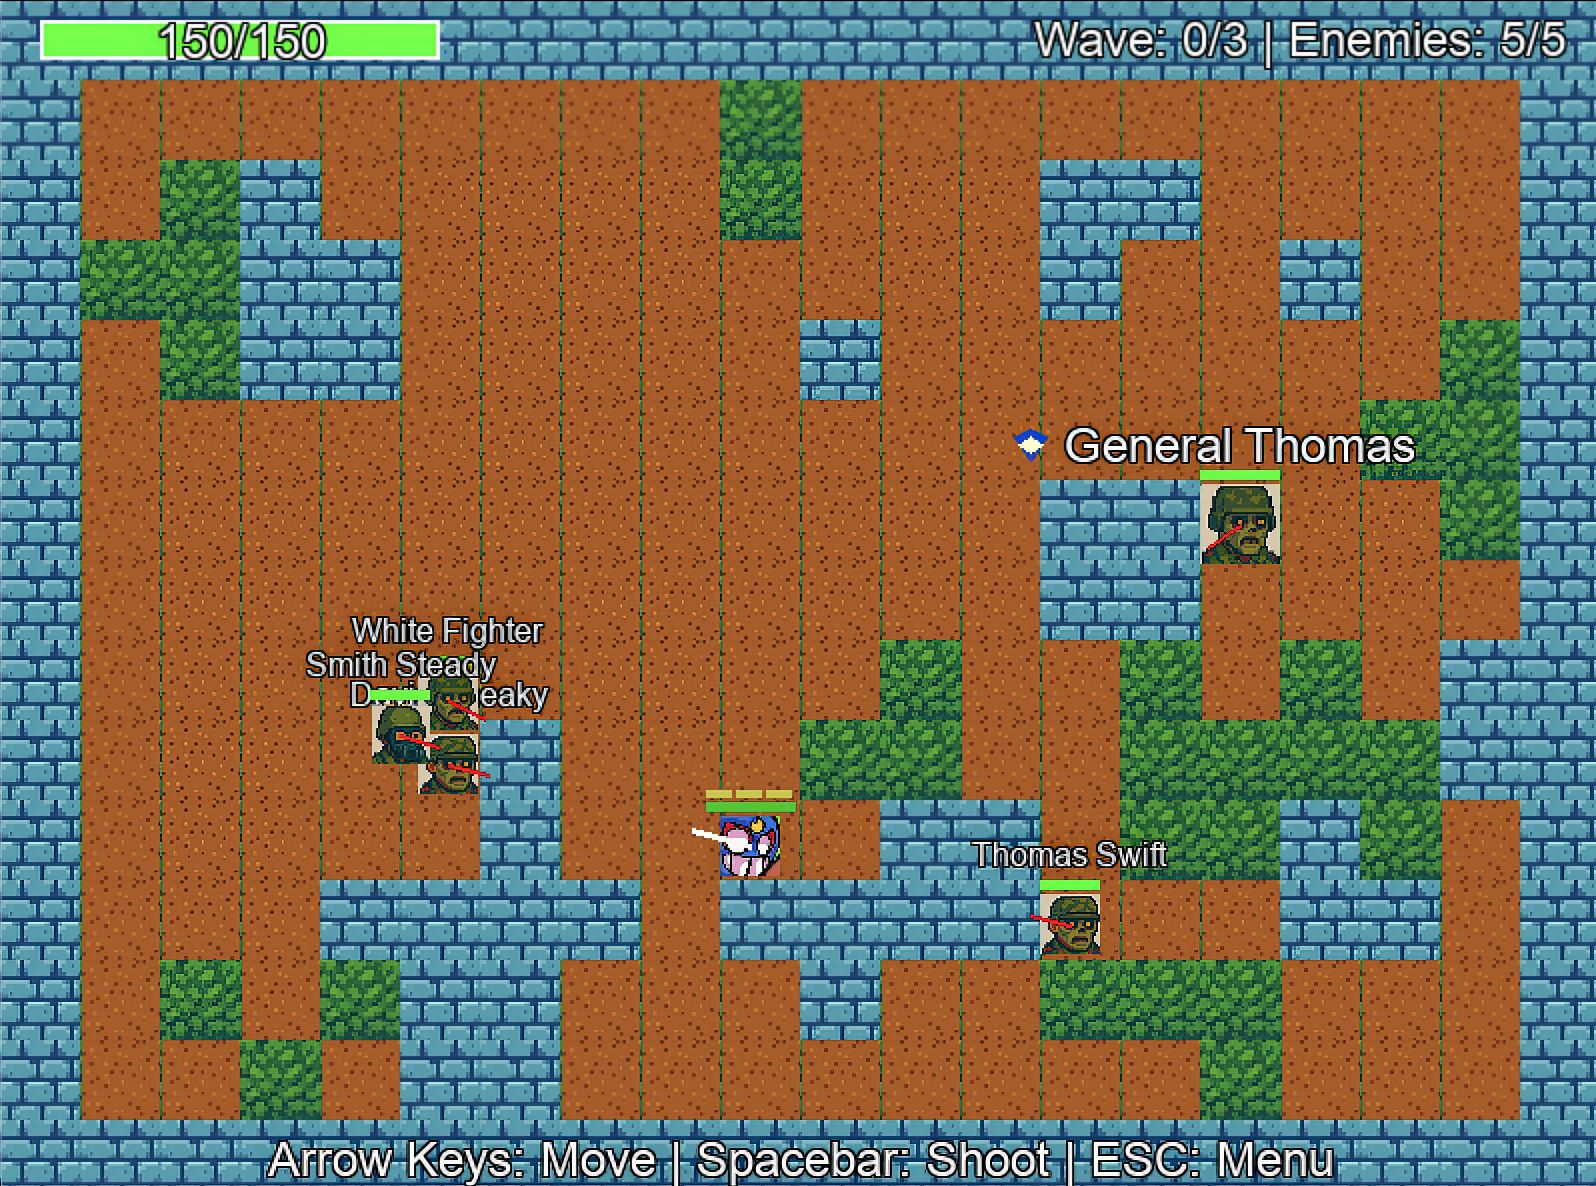 150/150
Wave: 0/3 | Enemies: 5/5
General Thomas
White Fighter
Smith Steady
Thomas Swift
Arrow Keys: Move | Spacebar: Shoot | ESC: Menu